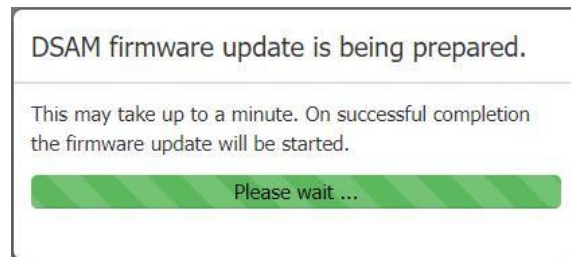 DSAM firmware update is being prepared.
This may take up to a minute. On successful completion
the firmware update will be started.
Please wait ...